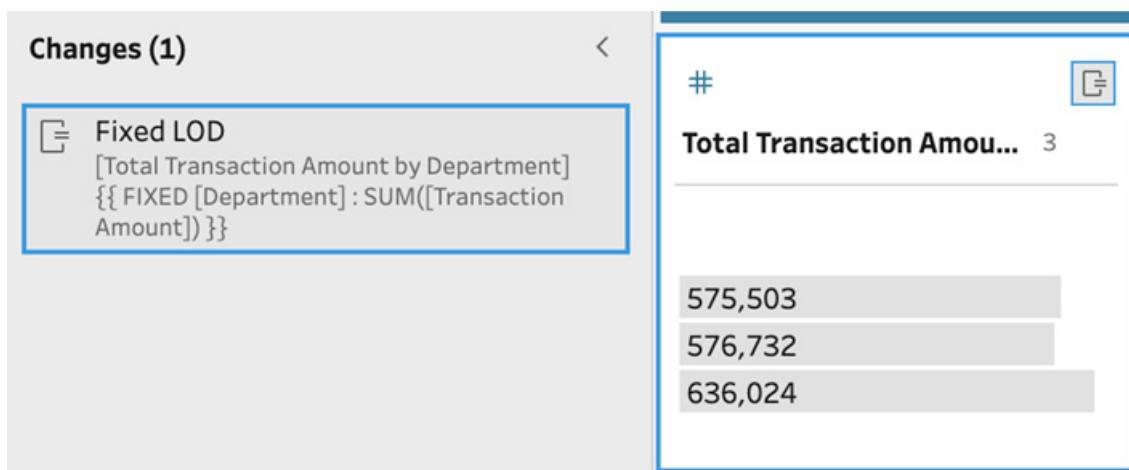 Changes (1)
Fixed LOD
[Total Transaction Amount by Department]
{{ FIXED [Department] : SUM([Transaction
Amount]) }}
Total Transaction Amou... 3
575,503
576,732
636,024